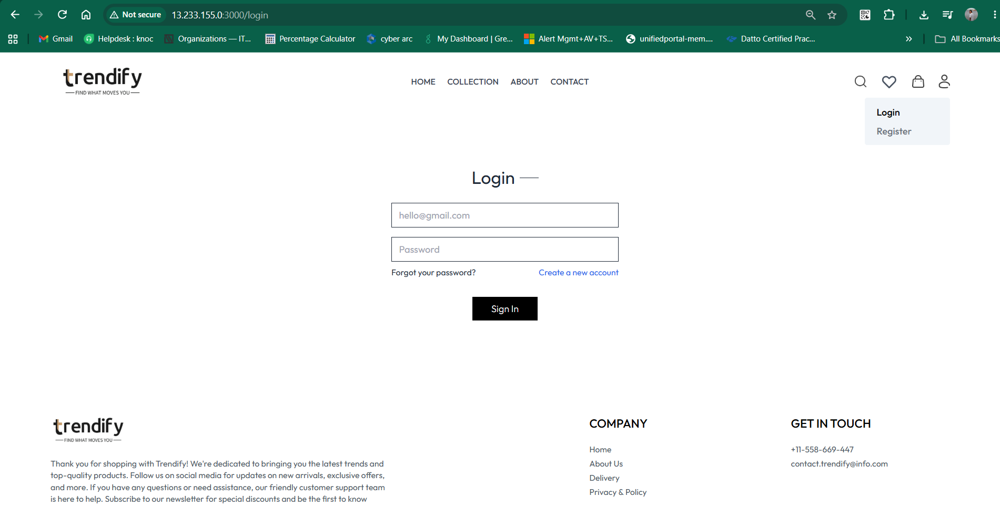 Not secure 13.233.155.0:3000/login
Gmail Helpdesk : knoc Organizations — IT... Percentage Calculator cyber arc My Dashboard | Gre... Alert Mgmt+AV+TS... unifiedportal-mem.... Datto Certified Prac... » All Bookmarks
trendify
FIND WHAT MOVES YOU
HOME COLLECTION ABOUT CONTACT
Login
Register
Login
hello@gmail.com
Password
Forgot your password? Create a new account
Sign In
trendify
FIND WHAT MOVES YOU
Thank you for shopping with Trendify! We're dedicated to bringing you the latest trends and
top-quality products. Follow us on social media for updates on new arrivals, exclusive offers,
and more. If you have any questions or need assistance, our friendly customer support team
is here to help. Subscribe to our newsletter for special discounts and be the first to know
COMPANY
Home
About Us
Delivery
Privacy & Policy
GET IN TOUCH
+11-558-669-447
contact.trendify@info.com